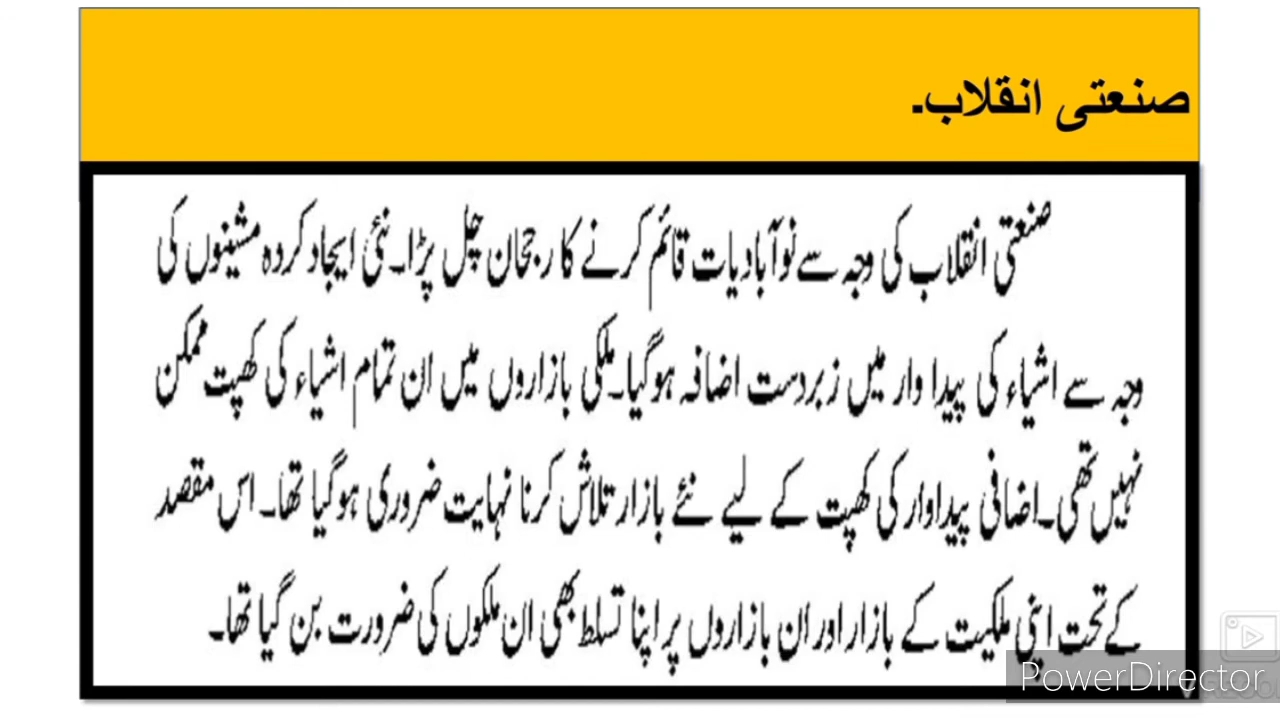 صنعتی انقلاب۔
صنعتی انقلاب کی وجہ سے نوآبادیات قائم کرنے کا رجحان چل پڑا۔ نئی ایجاد کردہ مشینوں کی
وجہ سے اشیاء کی پیدا وار میں زبردست اضافہ ہوگیا۔ ملکی بازاروں میں ان تمام اشیاء کی کھپت ممکن
نہیں تھی۔ اضافی پیداوار کی کھپت کے لیے نئے بازار تلاش کرنا نہایت ضروری ہوگیا تھا۔ اس مقصد
کے تحت اپنی ملکیت کے بازار اور ان بازاروں پر اپنا تسلط بھی ان ملکوں کی ضرورت بن گیا تھا۔
PowerDirector